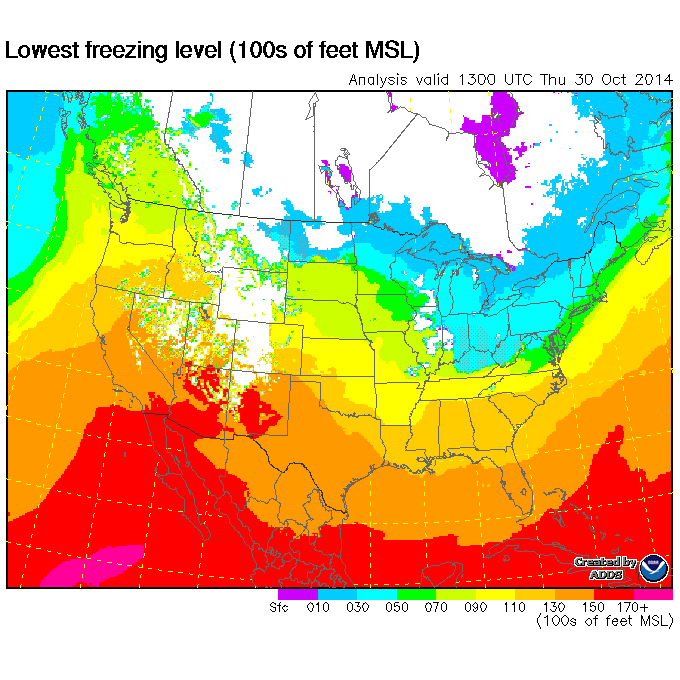 Lowest freezing level (100s of feet MSL)
Analysis valid 1300 UTC Thu 30 Oct 2014
Created by
ADDS
Sfc 010 030 050 070 090 110 130 150 170+
(100s of feet MSL)